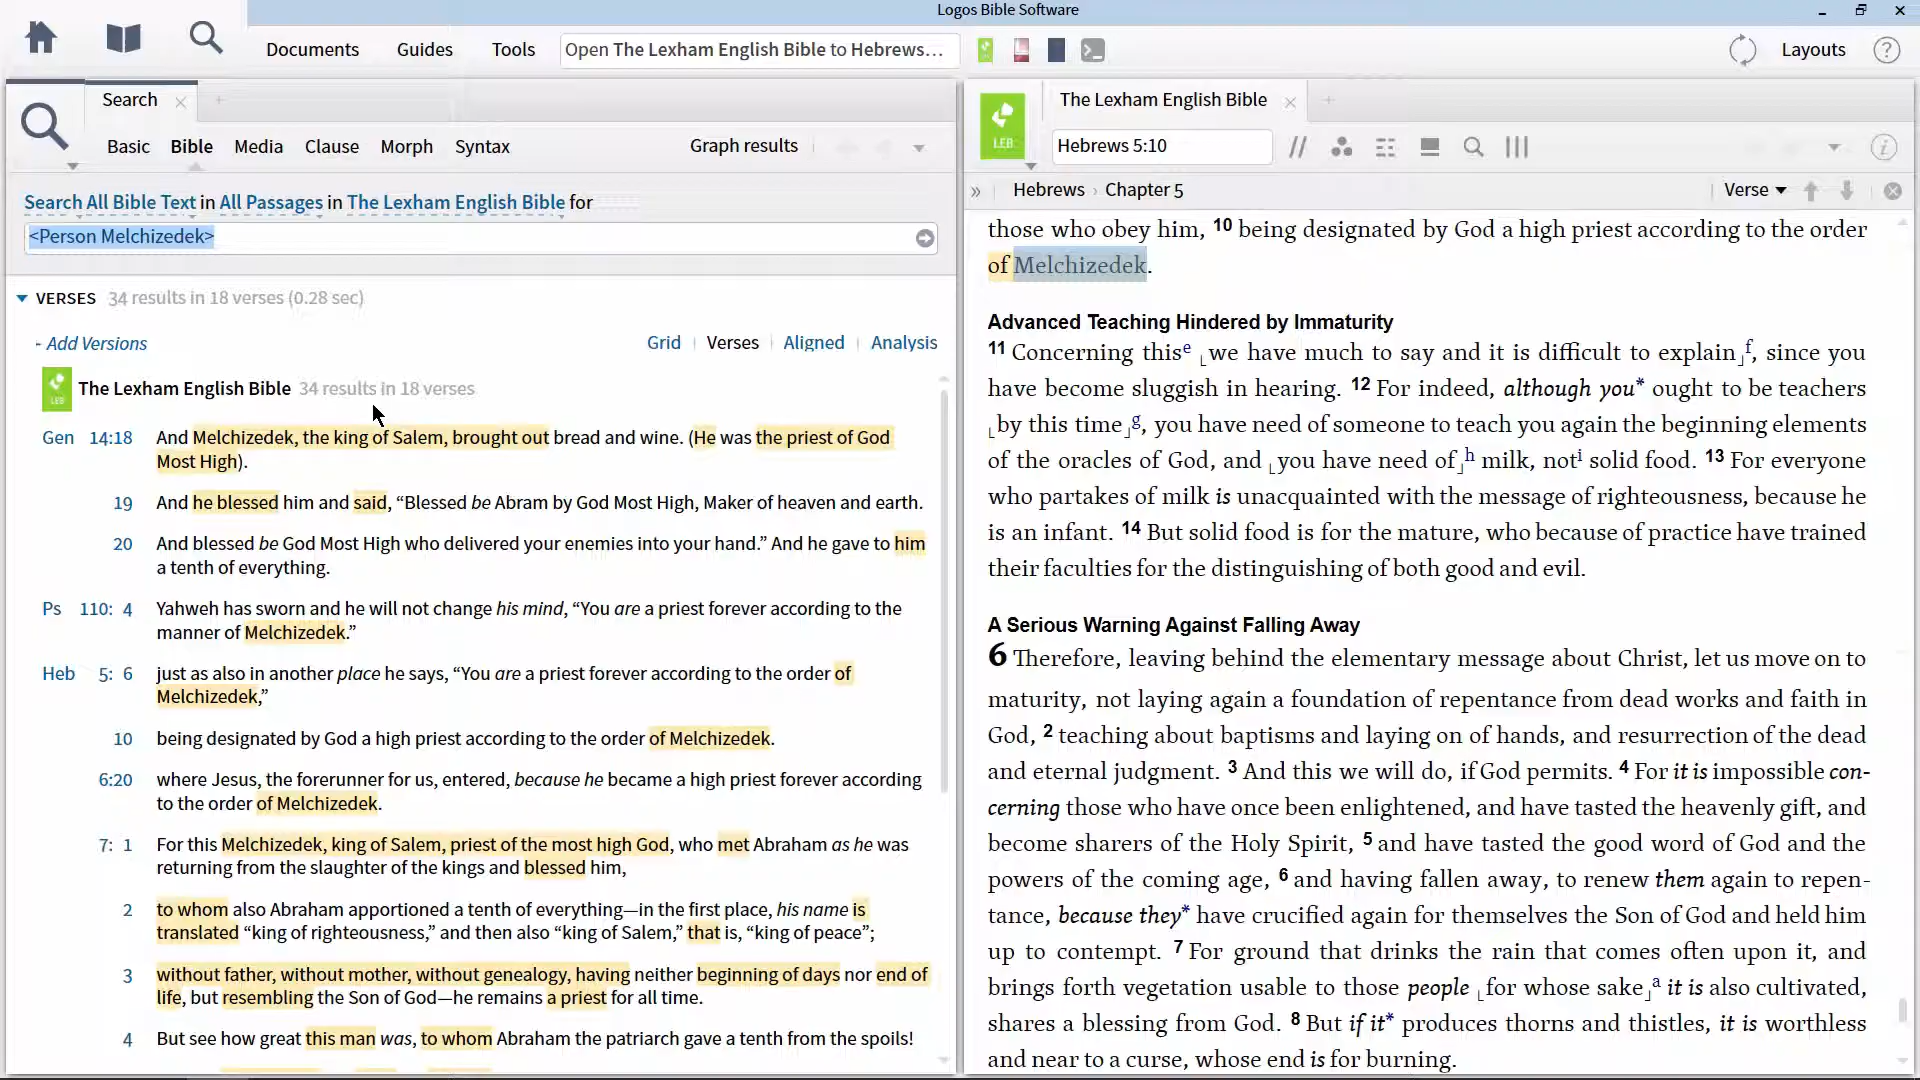 Logos Bible Software
Documents Guides Tools Open The Lexham English Bible to Hebrews… Layouts
Search
Basic Bible Media Clause Morph Syntax Graph results
Search All Bible Text in All Passages in The Lexham English Bible for
<Person Melchizedek>
VERSES 34 results in 18 verses (0.28 sec)
- Add Versions Grid Verses Aligned Analysis
LEB
The Lexham English Bible 34 results in 18 verses
Gen 14:18 And Melchizedek, the king of Salem, brought out bread and wine. (He was the priest of God
Most High).
19 And he blessed him and said, “Blessed be Abram by God Most High, Maker of heaven and earth.
20 And blessed be God Most High who delivered your enemies into your hand.” And he gave to him
a tenth of everything.
Ps 110: 4 Yahweh has sworn and he will not change his mind, “You are a priest forever according to the
manner of Melchizedek.”
Heb 5: 6 just as also in another place he says, “You are a priest forever according to the order of
Melchizedek,”
10 being designated by God a high priest according to the order of Melchizedek.
6:20 where Jesus, the forerunner for us, entered, because he became a high priest forever according
to the order of Melchizedek.
7: 1 For this Melchizedek, king of Salem, priest of the most high God, who met Abraham as he was
returning from the slaughter of the kings and blessed him,
2 to whom also Abraham apportioned a tenth of everything—in the first place, his name is
translated “king of righteousness,” and then also “king of Salem,” that is, “king of peace”;
3 without father, without mother, without genealogy, having neither beginning of days nor end of
life, but resembling the Son of God—he remains a priest for all time.
4 But see how great this man was, to whom Abraham the patriarch gave a tenth from the spoils!
The Lexham English Bible
LEB
Hebrews 5:10
» Hebrews › Chapter 5 Verse
those who obey him, 10 being designated by God a high priest according to the order
of Melchizedek.
Advanced Teaching Hindered by Immaturity
11 Concerning thise ⌞we have much to say and it is difficult to explain⌟f, since you
have become sluggish in hearing. 12 For indeed, although you* ought to be teachers
⌞by this time⌟g, you have need of someone to teach you again the beginning elements
of the oracles of God, and ⌞you have need of⌟h milk, noti solid food. 13 For everyone
who partakes of milk is unacquainted with the message of righteousness, because he
is an infant. 14 But solid food is for the mature, who because of practice have trained
their faculties for the distinguishing of both good and evil.
A Serious Warning Against Falling Away
6 Therefore, leaving behind the elementary message about Christ, let us move on to
maturity, not laying again a foundation of repentance from dead works and faith in
God, 2 teaching about baptisms and laying on of hands, and resurrection of the dead
and eternal judgment. 3 And this we will do, if God permits. 4 For it is impossible con-
cerning those who have once been enlightened, and have tasted the heavenly gift, and
become sharers of the Holy Spirit, 5 and have tasted the good word of God and the
powers of the coming age, 6 and having fallen away, to renew them again to repen-
tance, because they* have crucified again for themselves the Son of God and held him
up to contempt. 7 For ground that drinks the rain that comes often upon it, and
brings forth vegetation usable to those people ⌞for whose sake⌟a it is also cultivated,
shares a blessing from God. 8 But if it* produces thorns and thistles, it is worthless
and near to a curse, whose end is for burning.